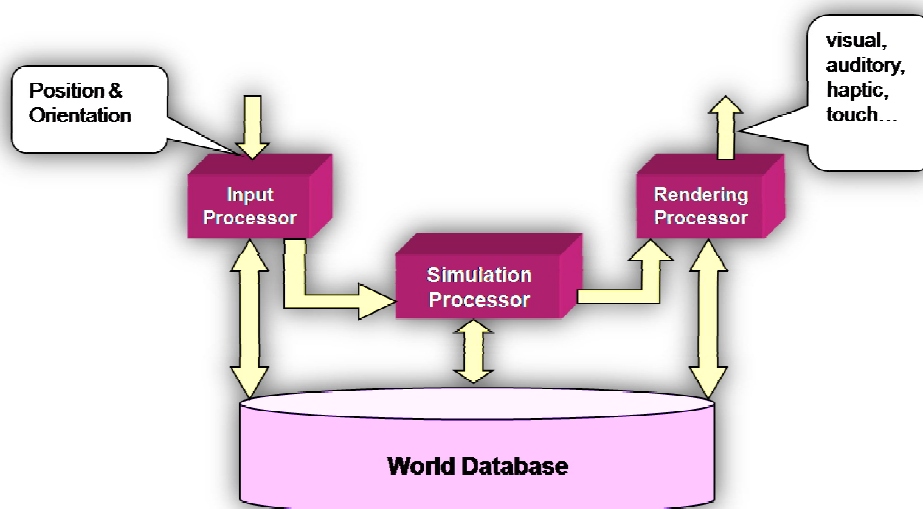 Position &
Orientation
visual,
auditory,
haptic,
touch…
Input
Processor
Rendering
Processor
Simulation
Processor
World Database